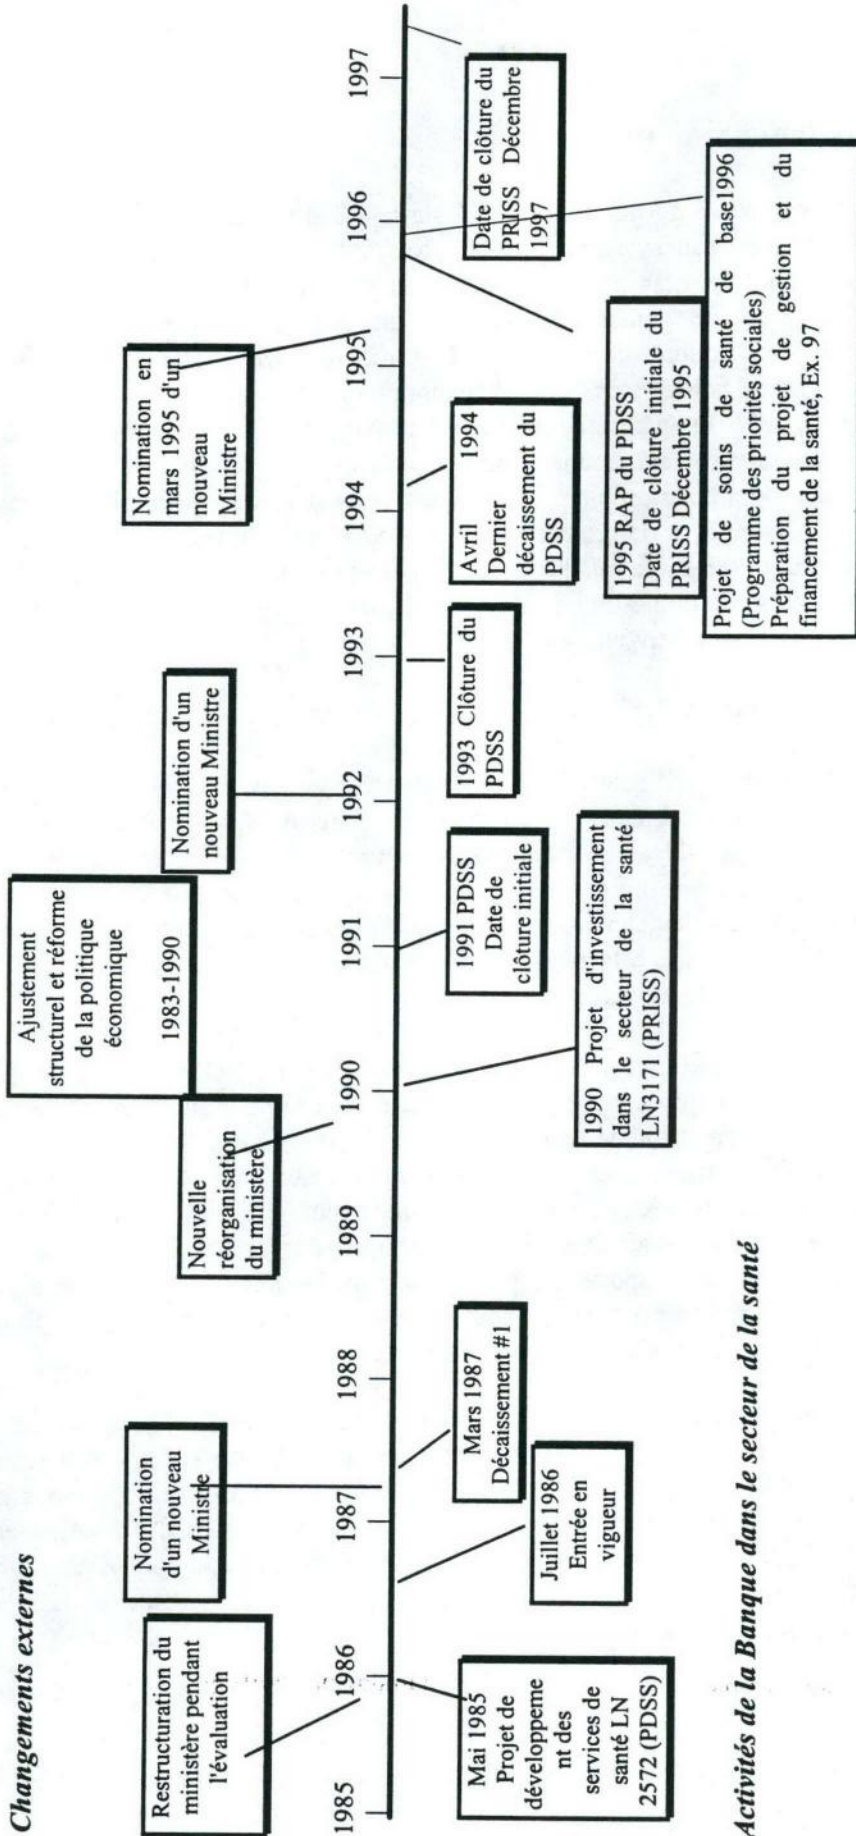 Changements externes
Restructuration du
ministère pendant
l'évaluation
Nomination
d'un nouveau
Ministre
Nouvelle
réorganisation
du ministère
Ajustement
structurel et réforme
de la politique
économique
1983-1990
Nomination d'un
nouveau Ministre
Nomination en
mars 1995 d'un
nouveau
Ministre
1985
1986
1987
1988
1989
1990
1991
1992
1993
1994
1995
1996
1997
Mai 1985
Projet de
développeme
nt des
services de
santé LN
2572 (PDSS)
Juillet 1986
Entrée en
vigueur
Mars 1987
Décaissement #1
1990 Projet d'investissement
dans le secteur de la santé
LN3171 (PRISS)
1991 PDSS
Date de
clôture initiale
1993 Clôture du
PDSS
Avril 1994
Dernier
décaissement du
PDSS
1995 RAP du PDSS
Date de clôture initiale du
PRISS Décembre 1995
Projet de soins de santé de base1996
(Programme des priorités sociales)
Préparation du projet de gestion et du
financement de la santé, Ex. 97
Date de clôture du
PRISS Décembre
1997
Activités de la Banque dans le secteur de la santé